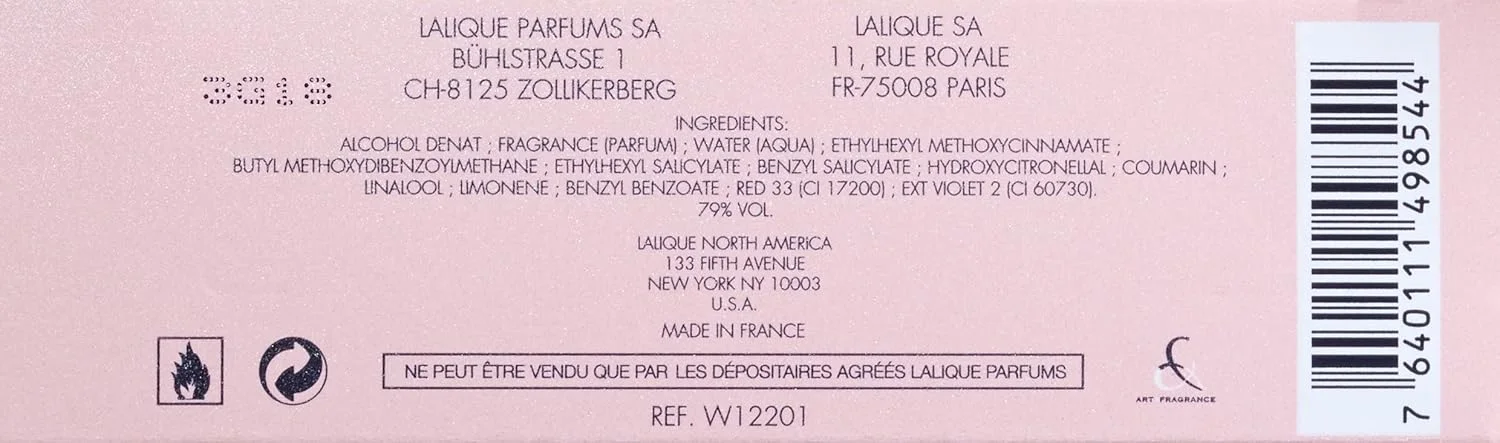 LALIQUE PARFUMS SA
BÜHLSTRASSE 1
CH-8125 ZOLLIKERBERG
LALIQUE SA
11, RUE ROYALE
FR-75008 PARIS
3G18
INGREDIENTS:
ALCOHOL DENAT ; FRAGRANCE (PARFUM) ; WATER (AQUA) ; ETHYLHEXYL METHOXYCINNAMATE ;
BUTYL METHOXYDIBENZOYLMETHANE ; ETHYLHEXYL SALICYLATE ; BENZYL SALICYLATE ; HYDROXYCITRONELLAL ; COUMARIN ;
LINALOOL ; LIMONENE ; BENZYL BENZOATE ; RED 33 (CI 17200) ; EXT VIOLET 2 (CI 60730).
79% VOL.
LALIQUE NORTH AMERICA
133 FIFTH AVENUE
NEW YORK NY 10003
U.S.A.
MADE IN FRANCE
NE PEUT ÊTRE VENDU QUE PAR LES DÉPOSITAIRES AGRÉÉS LALIQUE PARFUMS
REF. W12201
ART FRAGRANCE
7 640111 498544